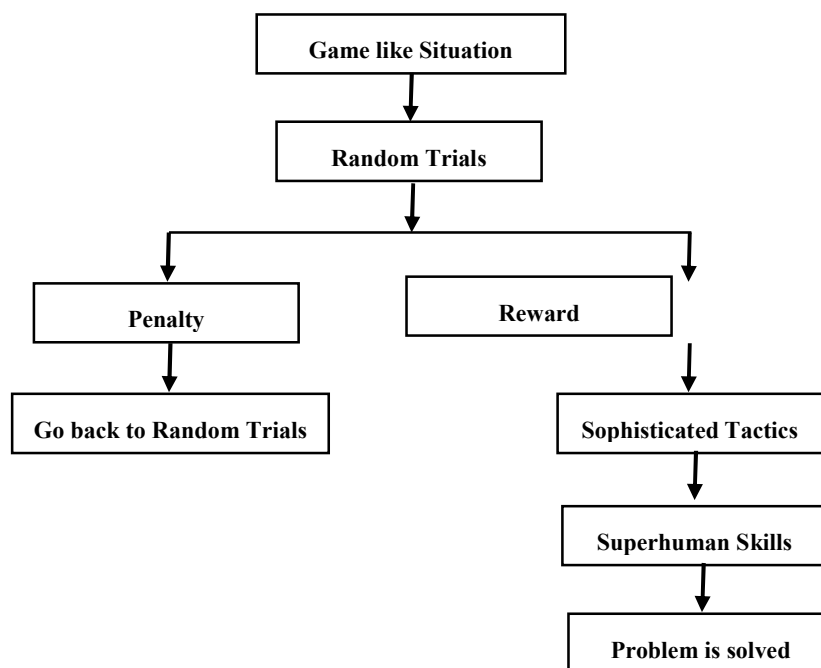 Game like Situation
Random Trials
Penalty
Reward
Go back to Random Trials
Sophisticated Tactics
Superhuman Skills
Problem is solved